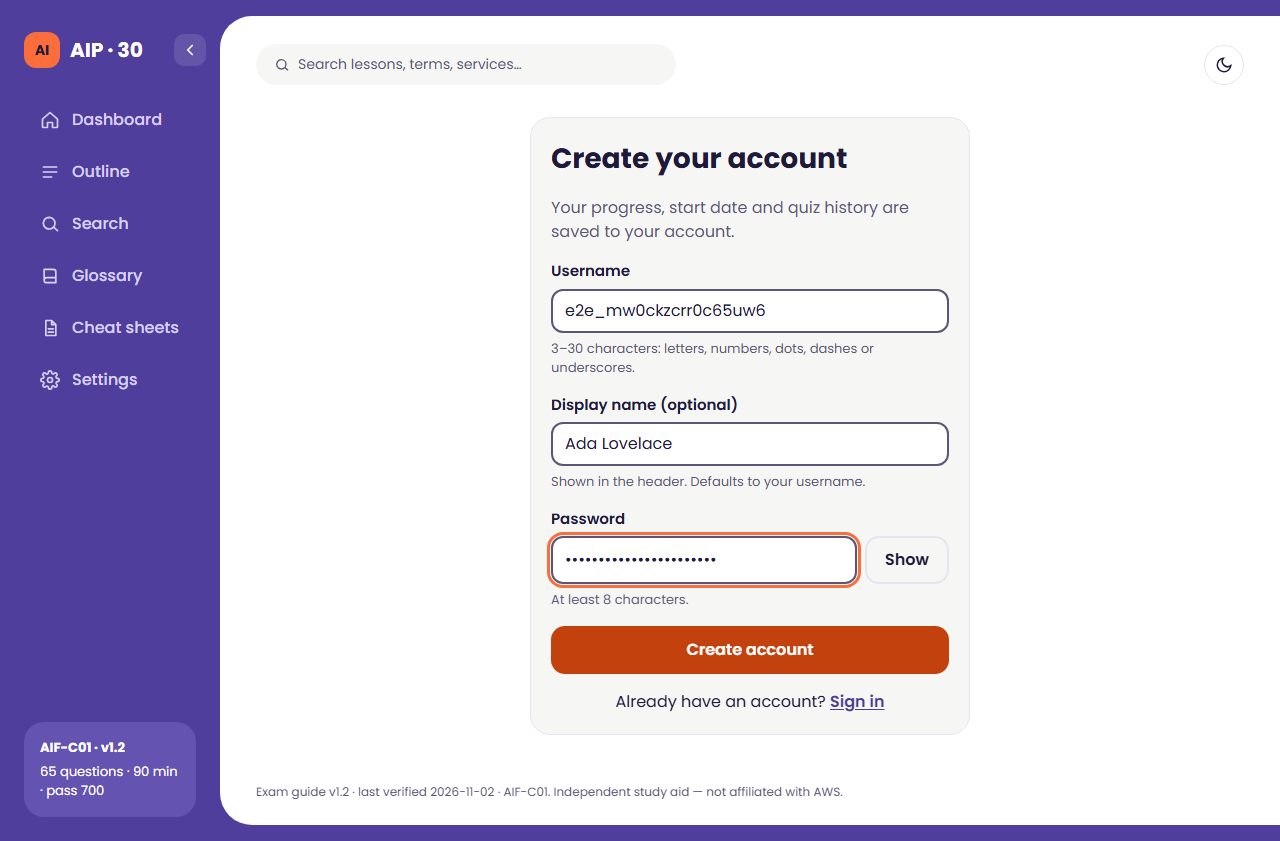 AI AIP · 30
Search lessons, terms, services…
Dashboard
Outline
Search
Glossary
Cheat sheets
Settings
Create your account
Your progress, start date and quiz history are
saved to your account.
Username
e2e_mw0ckzcrr0c65uw6
3–30 characters: letters, numbers, dots, dashes or
underscores.
Display name (optional)
Ada Lovelace
Shown in the header. Defaults to your username.
Password
••••••••••••••••••••••
Show
At least 8 characters.
Create account
Already have an account? Sign in
AIF-C01 · v1.2
65 questions · 90 min
· pass 700
Exam guide v1.2 · last verified 2026-11-02 · AIF-C01. Independent study aid — not affiliated with AWS.